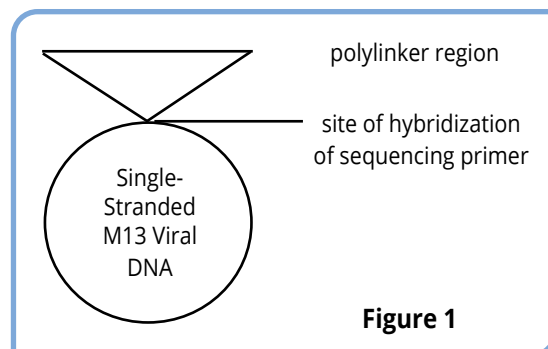 polylinker region
site of hybridization
of sequencing primer
Single-
Stranded
M13 Viral
DNA
Figure 1